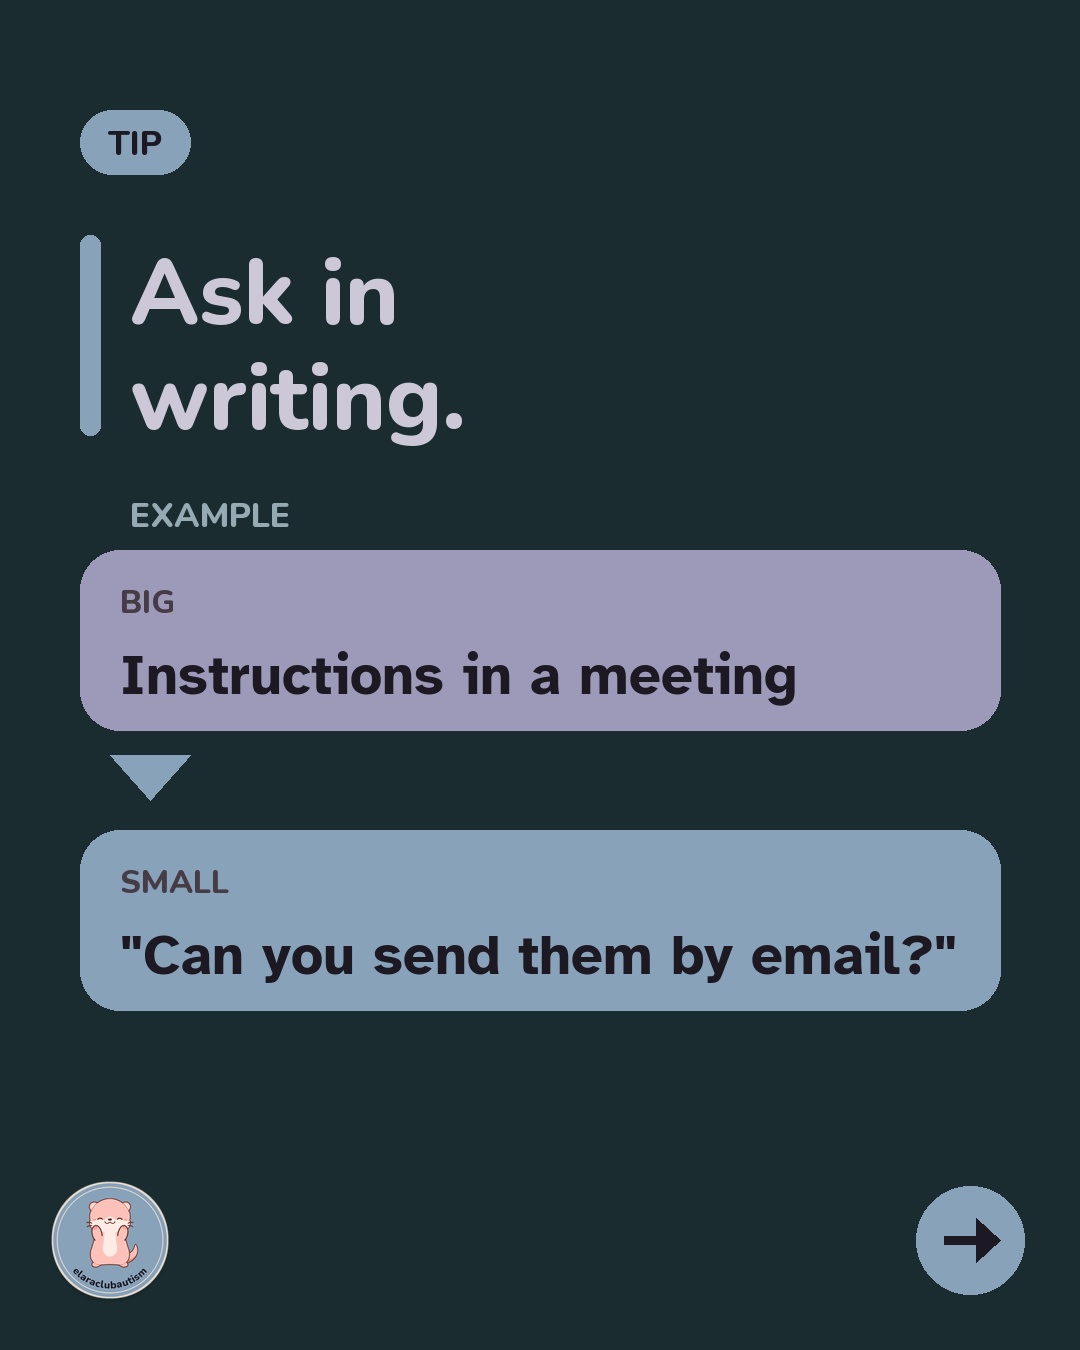 TIP
Ask in
writing.
EXAMPLE
BIG
Instructions in a meeting
SMALL
"Can you send them by email?"
elaraclubautism